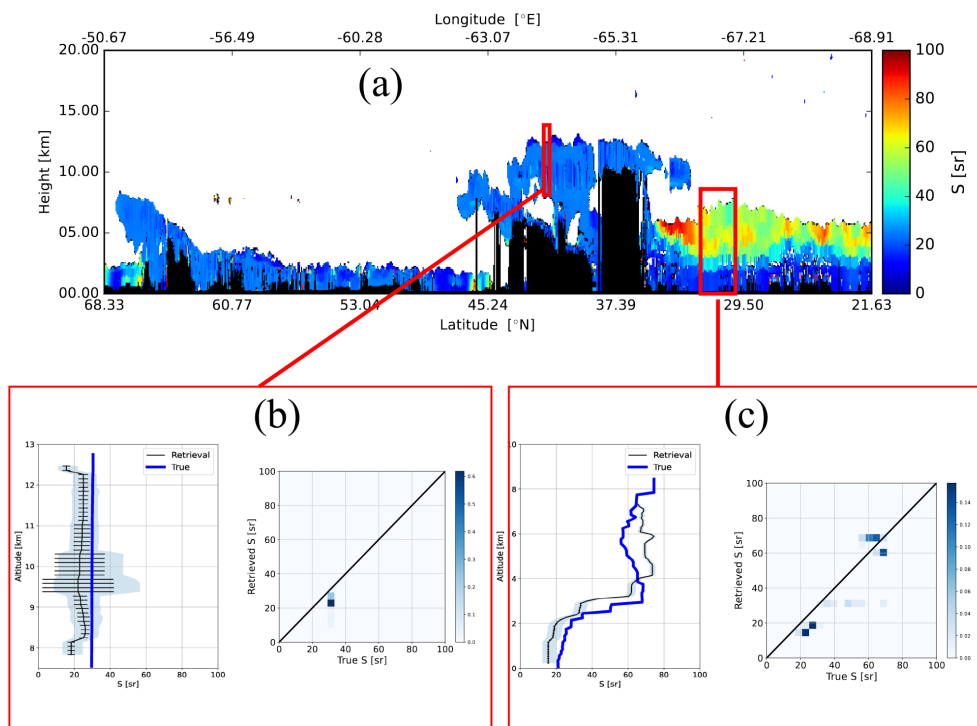 Longitude [°E]
-50.67 -56.49 -60.28 -63.07 -65.31 -67.21 -68.91
20.00
15.00
10.00
05.00
00.00
Height [km]
(a)
68.33 60.77 53.04 45.24 37.39 29.50 21.63
Latitude [°N]
100
80
60
40
20
0
S [sr]
(b)
13
12
11
10
9
8
Altitude [km]
Retrieval
True
0 20 40 60 80 100
S [sr]
100
80
60
40
20
0
Retrieved S [sr]
0 20 40 60 80 100
True S [sr]
0.6
0.5
0.4
0.3
0.2
0.1
0.0
(c)
10
8
6
4
2
0
Altitude [km]
Retrieval
True
0 20 40 60 80 100
S [sr]
100
80
60
40
20
0
Retrieved S [sr]
0 20 40 60 80 100
True S [sr]
0.14
0.12
0.10
0.08
0.06
0.04
0.02
0.00